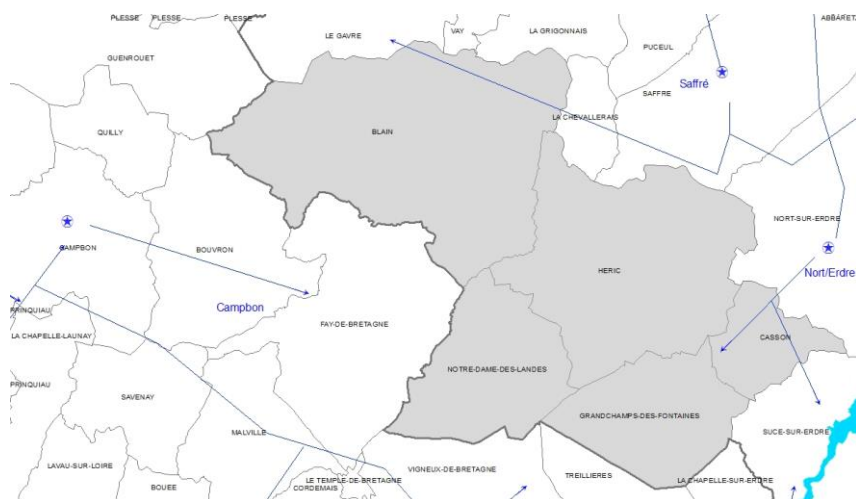 PLESSE
PLESSE
PLESSE
LE GAVRE
VAY
LA GRIGONNAIS
ABBARET
GUENROUET
PUCEUL
Saffré
SAFFRE
QUILLY
BLAIN
LA CHEVALLERAIS
NORT-SUR-ERDRE
CAMPBON
BOUVRON
HERIC
Nort/Erdre
PRINQUIAU
Campbon
FAY-DE-BRETAGNE
LA CHAPELLE-LAUNAY
CASSON
NOTRE-DAME-DES-LANDES
PRINQUIAU
SAVENAY
GRANDCHAMPS-DES-FONTAINES
MALVILLE
SUCE-SUR-ERDRE
LAVAU-SUR-LOIRE
VIGNEUX-DE-BRETAGNE
TREILLIERES
LE TEMPLE-DE-BRETAGNE
LA CHAPELLE-SUR-ERDRE
BOUEE
CORDEMAIS